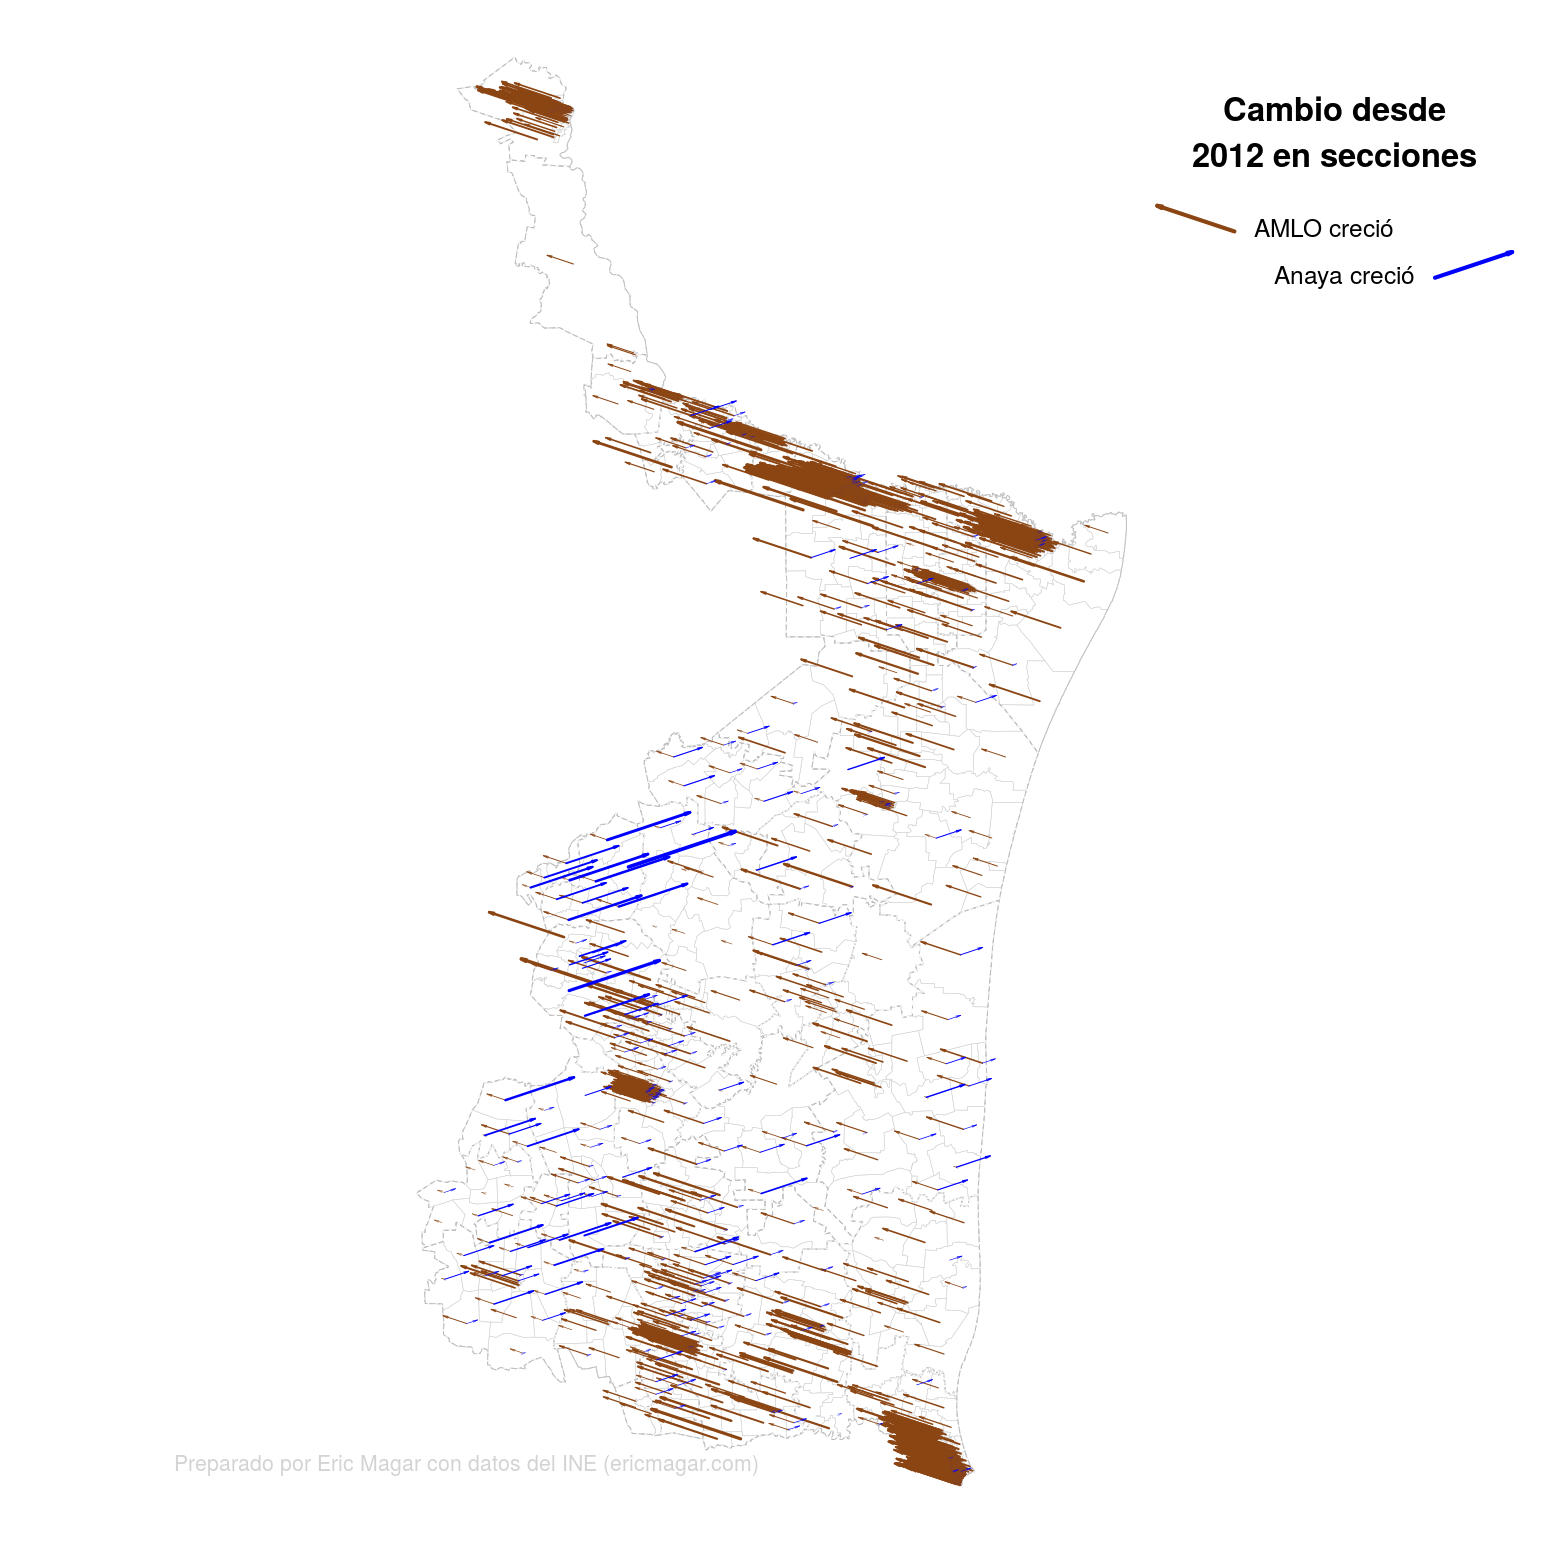 Cambio desde
2012 en secciones
AMLO creció
Anaya creció
Preparado por Eric Magar con datos del INE (ericmagar.com)